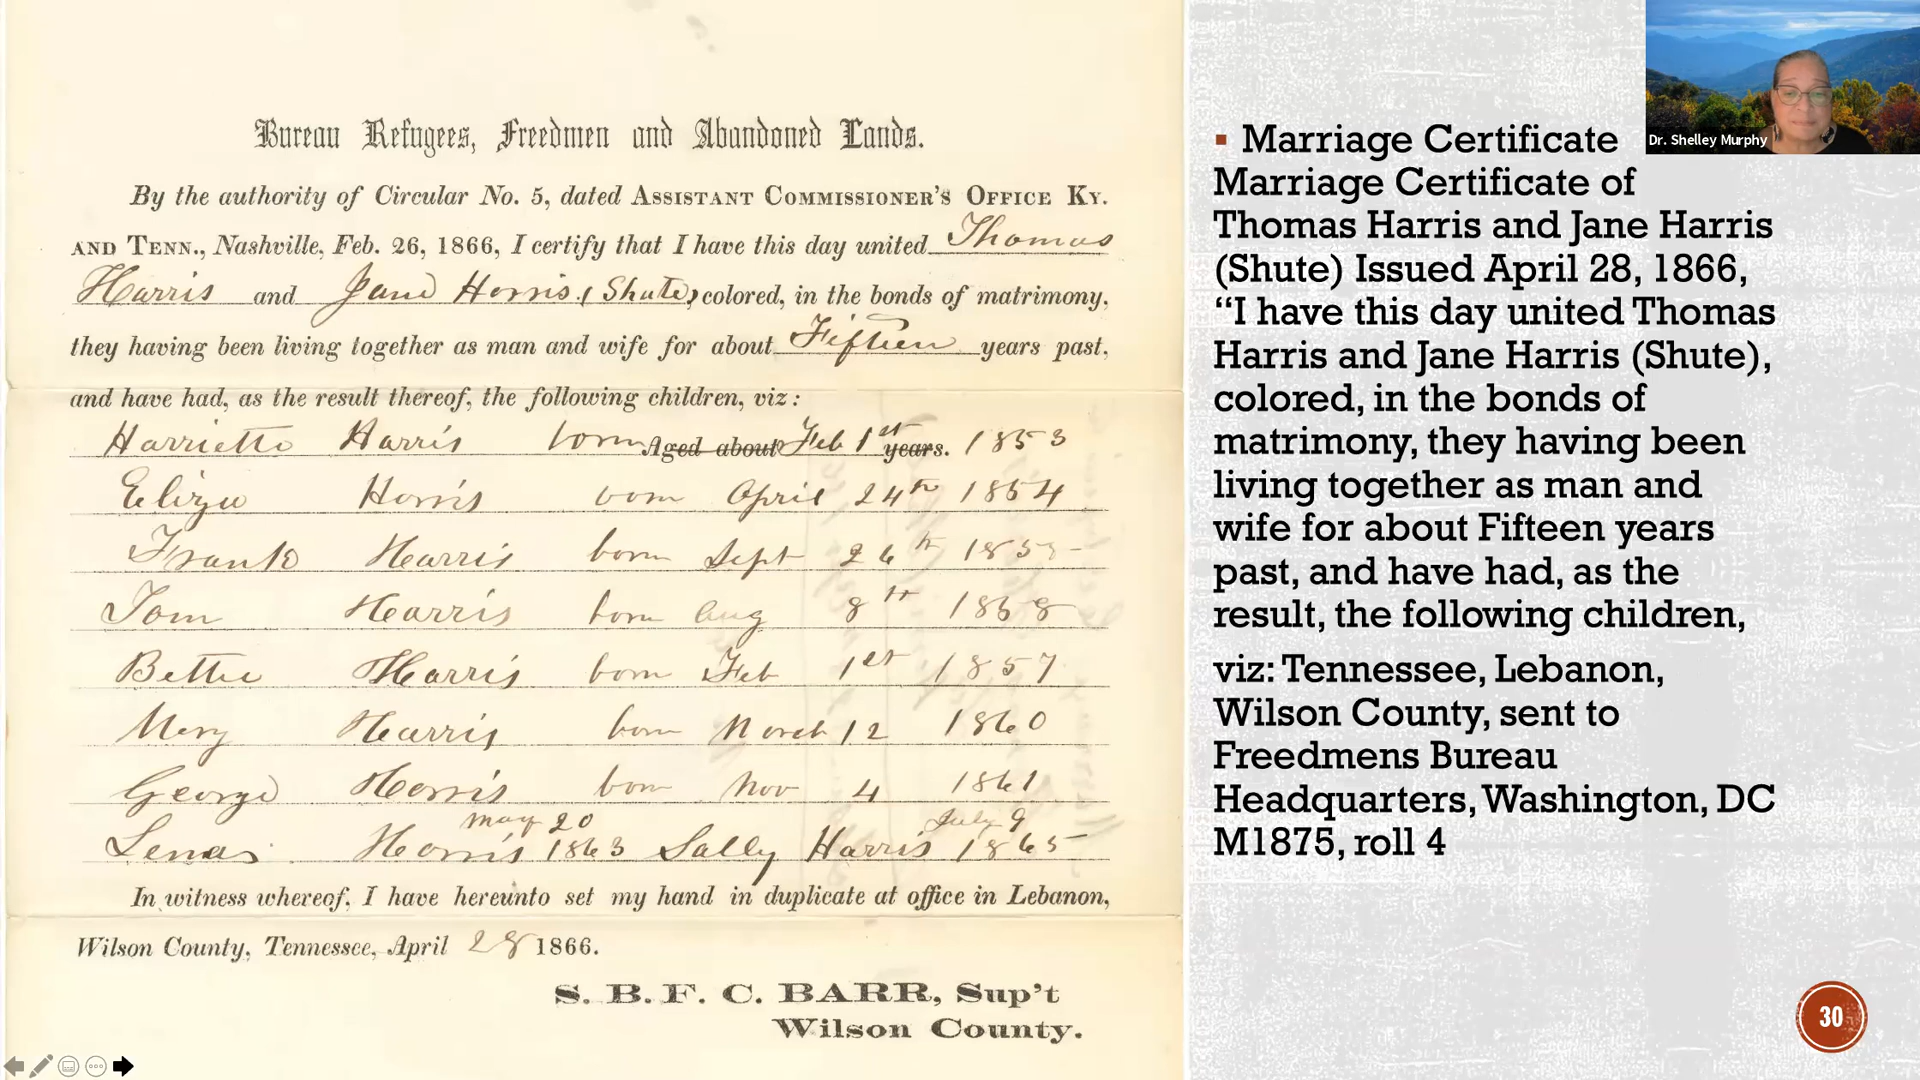 Bureau Refugees, Freedmen and Abandoned Lands.
By the authority of Circular No. 5, dated ASSISTANT COMMISSIONER'S OFFICE KY.
AND TENN., Nashville, Feb. 26, 1866, I certify that I have this day united Thomas
Harris and Jane Harris (Shute) colored, in the bonds of matrimony,
they having been living together as man and wife for about Fifteen years past,
and have had, as the result thereof, the following children, viz:
Harriette Harris born Aged about Feb 1st years. 1853
Eliza Harris born April 24th 1854
Frank Harris born Sept 26th
Tom Harris born Aug 8th 1858
Bettie Harris born Feb 1st 1857
Mary Harris born March 12 1860
George Harris born Nov 4 1861
may 20 July 9
Harris 1863 Sally Harris 1865
In witness whereof, I have hereunto set my hand in duplicate at office in Lebanon,
Wilson County, Tennessee, April 28 1866.
S. B. F. C. BARR, Sup't
Wilson County.
▪ Marriage Certificate
Marriage Certificate of
Thomas Harris and Jane Harris
(Shute) Issued April 28, 1866,
“I have this day united Thomas
Harris and Jane Harris (Shute),
colored, in the bonds of
matrimony, they having been
living together as man and
wife for about Fifteen years
past, and have had, as the
result, the following children,
viz: Tennessee, Lebanon,
Wilson County, sent to
Freedmens Bureau
Headquarters, Washington, DC
M1875, roll 4
Dr. Shelley Murphy
30